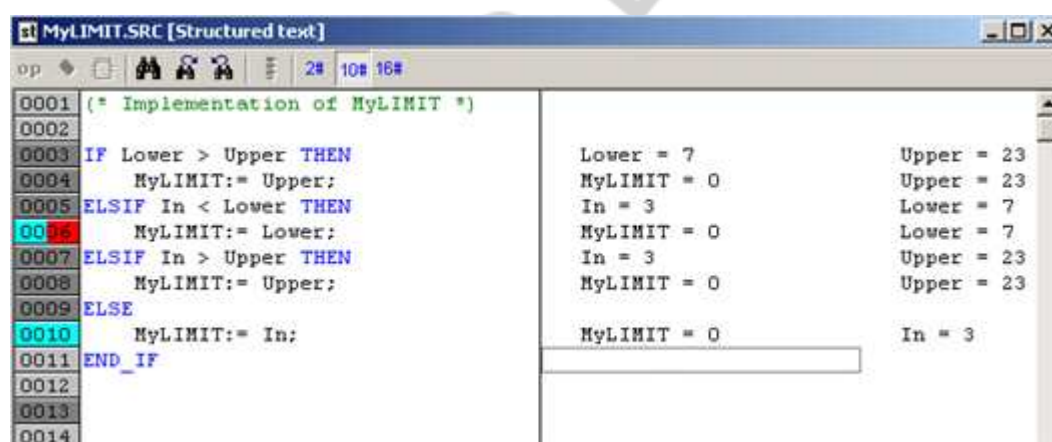 MyLIMIT.SRC [Structured text]
op 2# 10# 16#
0001 (* Implementation of MyLIMIT *)
0002
0003 IF Lower > Upper THEN Lower = 7 Upper = 23
0004 MyLIMIT:= Upper; MyLIMIT = 0 Upper = 23
0005 ELSIF In < Lower THEN In = 3 Lower = 7
0006 MyLIMIT:= Lower; MyLIMIT = 0 Lower = 7
0007 ELSIF In > Upper THEN In = 3 Upper = 23
0008 MyLIMIT:= Upper; MyLIMIT = 0 Upper = 23
0009 ELSE
0010 MyLIMIT:= In; MyLIMIT = 0 In = 3
0011 END_IF
0012
0013
0014